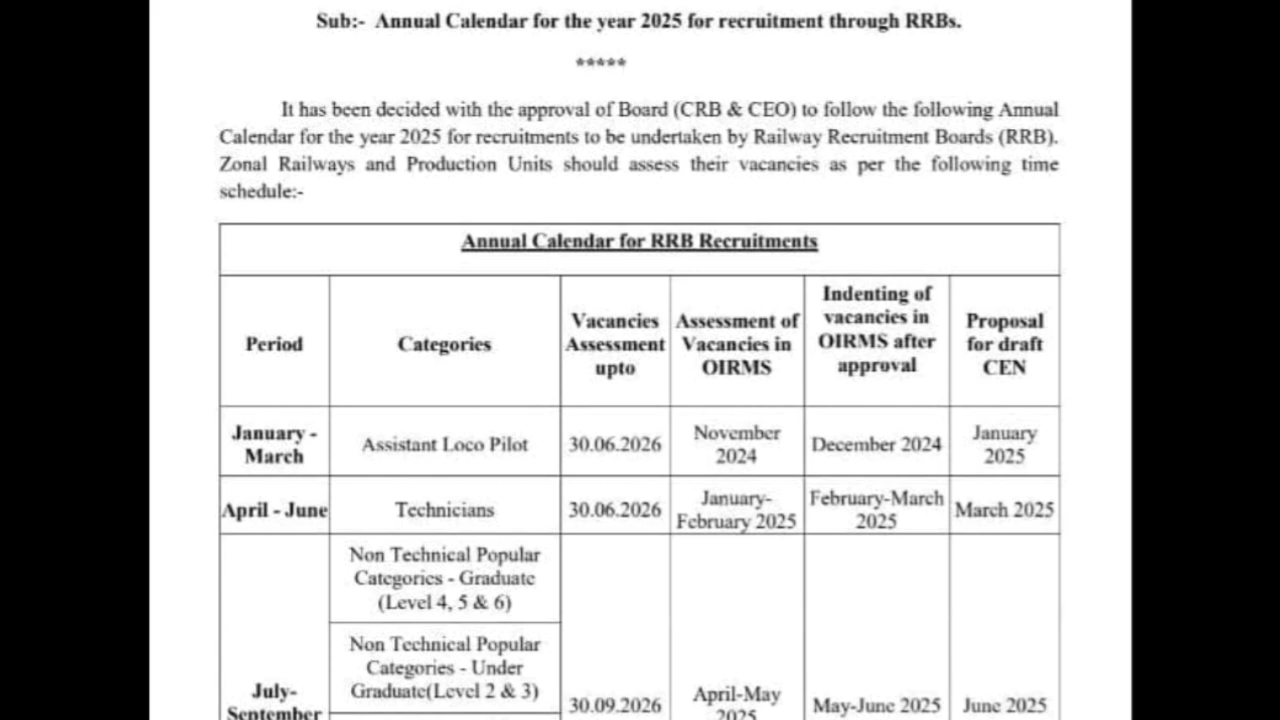 Sub:- Annual Calendar for the year 2025 for recruitment through RRBs.
*****
It has been decided with the approval of Board (CRB & CEO) to follow the following Annual
Calendar for the year 2025 for recruitments to be undertaken by Railway Recruitment Boards (RRB).
Zonal Railways and Production Units should assess their vacancies as per the following time
schedule:-
Annual Calendar for RRB Recruitments
Period
Categories
Vacancies
Assessment
upto
Assessment of
Vacancies in
OIRMS
Indenting of
vacancies in
OIRMS after
approval
Proposal
for draft
CEN
January -
March
Assistant Loco Pilot
30.06.2026
November
2024
December 2024
January
2025
April - June
Technicians
30.06.2026
January-
February 2025
February-March
2025
March 2025
July-
September
Non Technical Popular
Categories - Graduate
(Level 4, 5 & 6)
Non Technical Popular
Categories - Under
Graduate(Level 2 & 3)
30.09.2026
April-May
2025
May-June 2025
June 2025